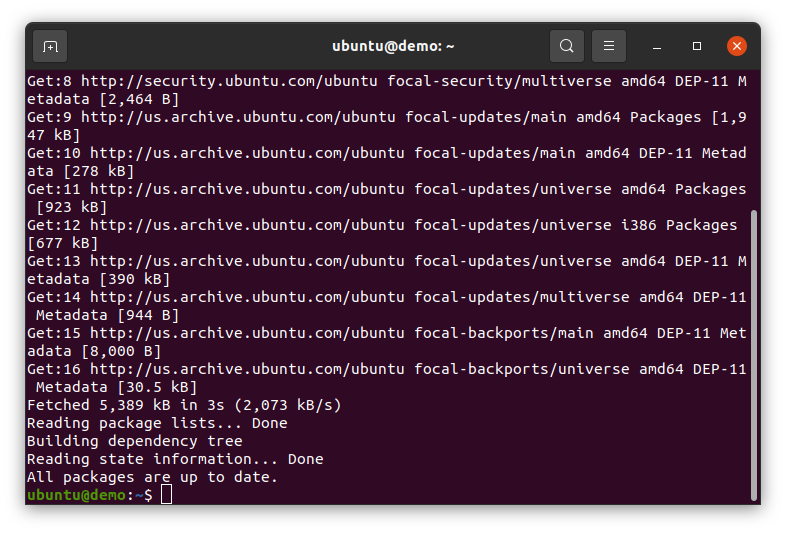 ubuntu@demo: ~
Get:8 http://security.ubuntu.com/ubuntu focal-security/multiverse amd64 DEP-11 M
etadata [2,464 B]
Get:9 http://us.archive.ubuntu.com/ubuntu focal-updates/main amd64 Packages [1,9
47 kB]
Get:10 http://us.archive.ubuntu.com/ubuntu focal-updates/main amd64 DEP-11 Metad
ata [278 kB]
Get:11 http://us.archive.ubuntu.com/ubuntu focal-updates/universe amd64 Packages
 [923 kB]
Get:12 http://us.archive.ubuntu.com/ubuntu focal-updates/universe i386 Packages
[677 kB]
Get:13 http://us.archive.ubuntu.com/ubuntu focal-updates/universe amd64 DEP-11 M
etadata [390 kB]
Get:14 http://us.archive.ubuntu.com/ubuntu focal-updates/multiverse amd64 DEP-11
 Metadata [944 B]
Get:15 http://us.archive.ubuntu.com/ubuntu focal-backports/main amd64 DEP-11 Met
adata [8,000 B]
Get:16 http://us.archive.ubuntu.com/ubuntu focal-backports/universe amd64 DEP-11
 Metadata [30.5 kB]
Fetched 5,389 kB in 3s (2,073 kB/s)
Reading package lists... Done
Building dependency tree
Reading state information... Done
All packages are up to date.
ubuntu@demo:~$